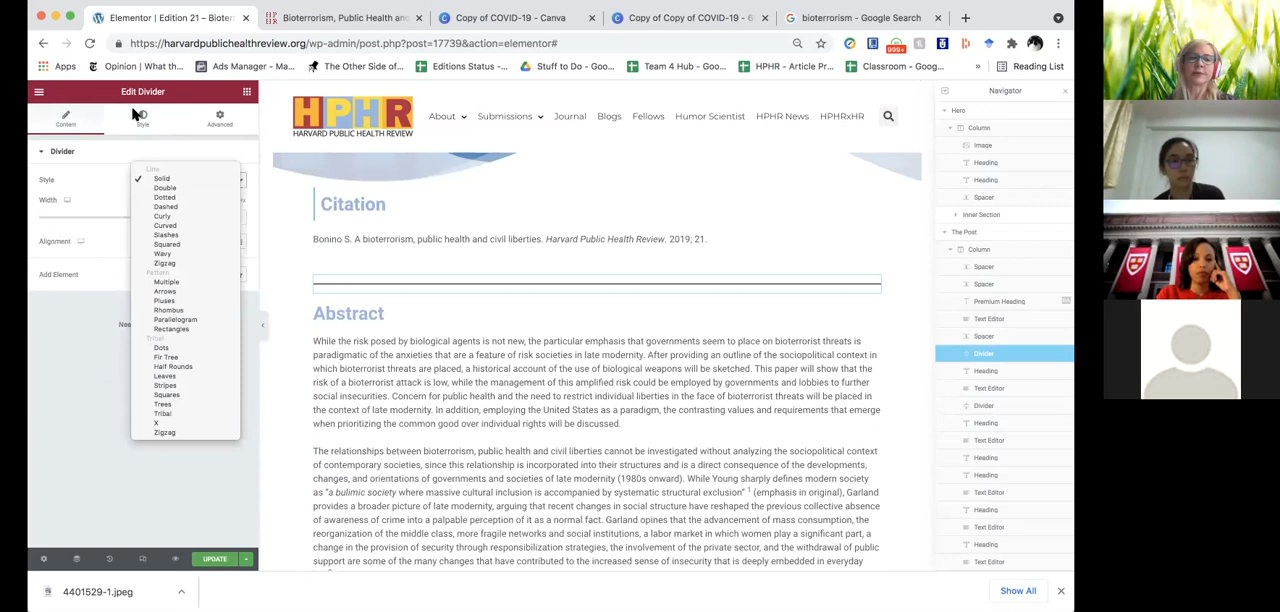 Elementor | Edition 21 – Bioterr
Bioterrorism, Public Health and
Copy of COVID-19 - Canva
Copy of Copy of COVID-19 - 6
bioterrorism - Google Search
https://harvardpublichealthreview.org/wp-admin/post.php?post=17739&action=elementor#
999+
Apps
Opinion | What th...
Ads Manager - Ma...
The Other Side of...
Editions Status -...
Stuff to Do - Goo...
Team 4 Hub - Goo...
HPHR - Article Pr...
Classroom - Goog...
»
Reading List
Edit Divider
Content
Style
Advanced
Divider
Style
Width
Alignment
Add Element
Line
Solid
Double
Dotted
Dashed
Curly
Curved
Slashes
Squared
Wavy
Zigzag
Pattern
Multiple
Arrows
Pluses
Rhombus
Parallelogram
Rectangles
Tribal
Dots
Fir Tree
Half Rounds
Leaves
Stripes
Squares
Trees
Tribal
X
Zigzag
UPDATE
HPHR
HARVARD PUBLIC HEALTH REVIEW
About
Submissions
Journal
Blogs
Fellows
Humor Scientist
HPHR News
HPHRxHR
Citation
Bonino S. A bioterrorism, public health and civil liberties. Harvard Public Health Review. 2019; 21.
Abstract
While the risk posed by biological agents is not new, the particular emphasis that governments seem to place on bioterrorist threats is
paradigmatic of the anxieties that are a feature of risk societies in late modernity. After providing an outline of the sociopolitical context in
which bioterrorist threats are placed, a historical account of the use of biological weapons will be sketched. This paper will show that the
risk of a bioterrorist attack is low, while the management of this amplified risk could be employed by governments and lobbies to further
social insecurities. Concern for public health and the need to restrict individual liberties in the face of bioterrorist threats will be placed in
the context of late modernity. In addition, employing the United States as a paradigm, the contrasting values and requirements that emerge
when prioritizing the common good over individual rights will be discussed.
The relationships between bioterrorism, public health and civil liberties cannot be investigated without analyzing the sociopolitical context
of contemporary societies, since this relationship is incorporated into their structures and is a direct consequence of the developments,
changes, and orientations of governments and societies of late modernity (1980s onward). While Young sharply defines modern society
as “a bulimic society where massive cultural inclusion is accompanied by systematic structural exclusion” 1 (emphasis in original), Garland
provides a broader picture of late modernity, arguing that recent changes in social structure have reshaped the previous collective absence
of awareness of crime into a palpable perception of it as a normal fact. Garland opines that the advancement of mass consumption, the
reorganization of the middle class, more fragile networks and social institutions, a labor market in which women play a significant part, a
change in the provision of security through responsibilization strategies, the involvement of the private sector, and the withdrawal of public
support are some of the many changes that have contributed to the increased sense of insecurity that is deeply embedded in everyday
Navigator
Hero
Column
Image
Heading
Heading
Spacer
Inner Section
The Post
Column
Spacer
Spacer
Premium Heading
Text Editor
Spacer
Divider
Heading
Text Editor
Divider
Heading
Text Editor
Heading
Heading
Text Editor
Heading
Text Editor
Heading
Text Editor
4401529-1.jpeg
Show All